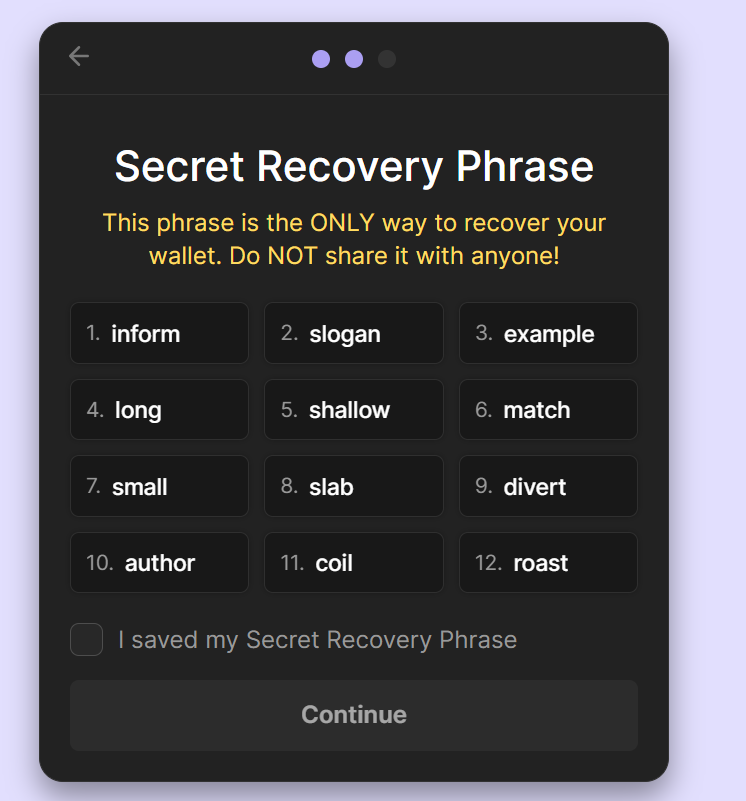 Secret Recovery Phrase
This phrase is the ONLY way to recover your
wallet. Do NOT share it with anyone!
1. inform 2. slogan 3. example
4. long 5. shallow 6. match
7. small 8. slab 9. divert
10. author 11. coil 12. roast
I saved my Secret Recovery Phrase
Continue